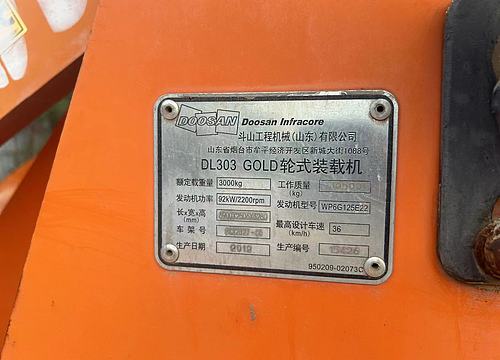 DOOSAN Doosan Infracore
斗山工程机械(山东)有限公司
山东省烟台市牟平经济开发区新城大街1088号
DL303 GOLD轮式装载机
额定载重量 3000kg 工作质量(kg)
发动机功率 92kW/2200rpm 发动机型号 WP6G125E22
长x宽x高(mm)
车架号 最高设计车速(km/h) 36
生产日期 2012 生产编号
950209-02073C